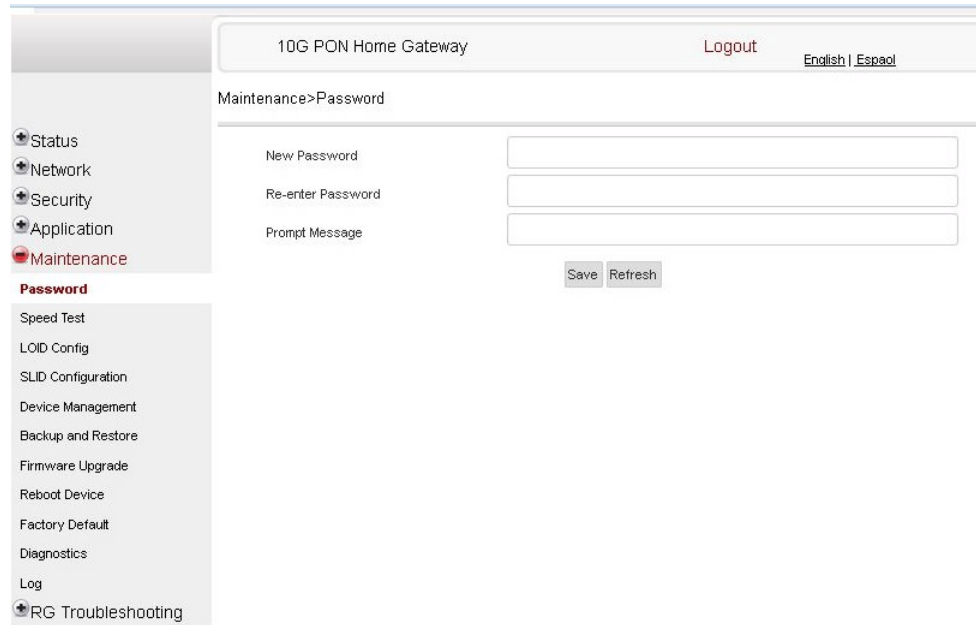 10G PON Home Gateway
Logout
English | Espaol
Maintenance>Password
Status
Network
Security
Application
Maintenance
Password
Speed Test
LOID Config
SLID Configuration
Device Management
Backup and Restore
Firmware Upgrade
Reboot Device
Factory Default
Diagnostics
Log
RG Troubleshooting
New Password
Re-enter Password
Prompt Message
Save Refresh